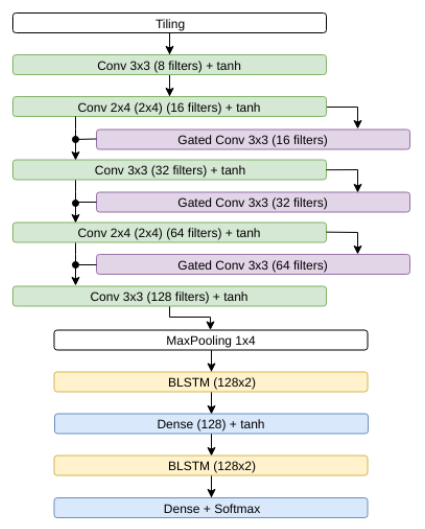 Tiling
Conv 3x3 (8 filters) + tanh
Conv 2x4 (2x4) (16 filters) + tanh
Gated Conv 3x3 (16 filters)
Conv 3x3 (32 filters) + tanh
Gated Conv 3x3 (32 filters)
Conv 2x4 (2x4) (64 filters) + tanh
Gated Conv 3x3 (64 filters)
Conv 3x3 (128 filters) + tanh
MaxPooling 1x4
BLSTM (128x2)
Dense (128) + tanh
BLSTM (128x2)
Dense + Softmax